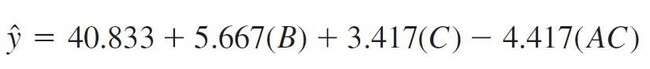 ŷ = 40.833 + 5.667(B) + 3.417(C) − 4.417(AC)